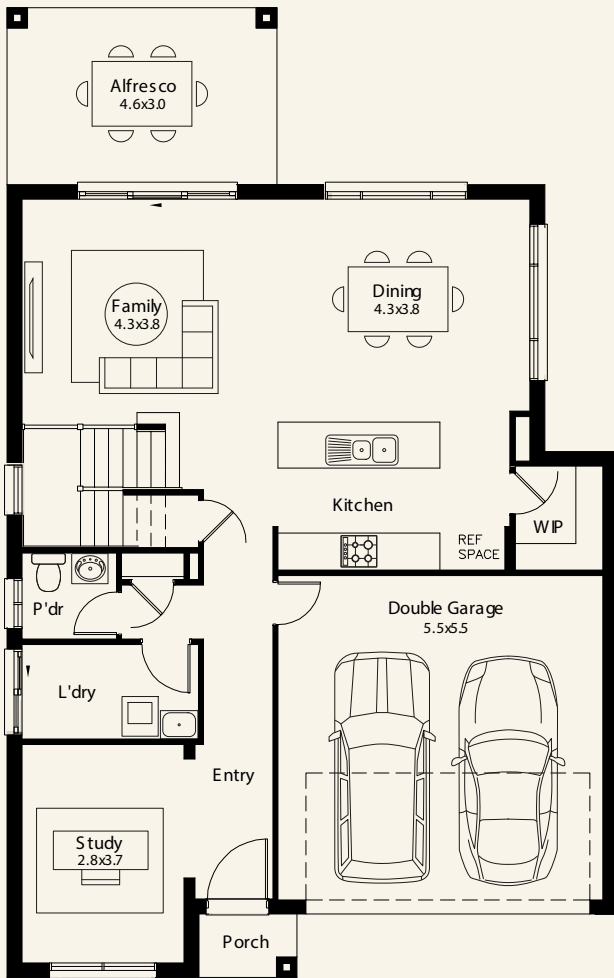 Alfresco
4.6x3.0
Family
4.3x3.8
Dining
4.3x3.8
Kitchen
REF
SPACE
WIP
P'dr
Double Garage
5.5x5.5
L'dry
Entry
Study
2.8x3.7
Porch